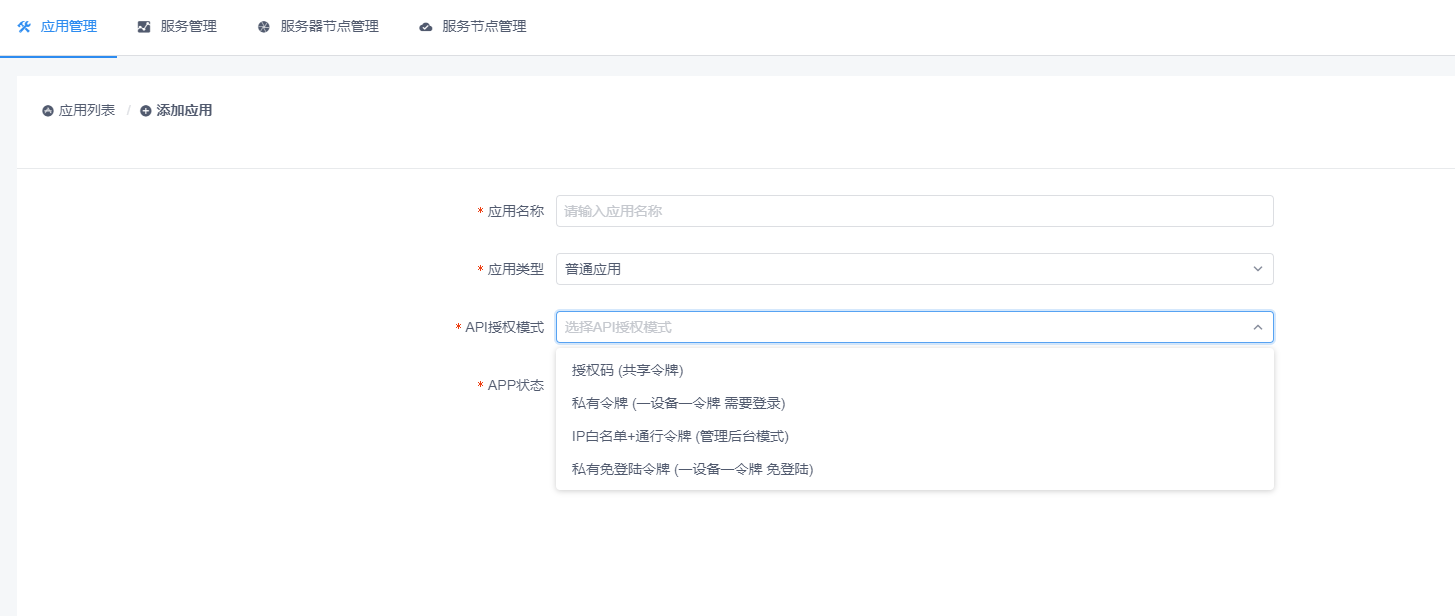 应用管理 服务管理 服务器节点管理 服务节点管理
应用列表 / 添加应用
* 应用名称 请输入应用名称
* 应用类型 普通应用
* API授权模式 选择API授权模式
授权码 (共享令牌)
* APP状态
私有令牌 (一设备一令牌 需要登录)
IP白名单+通行令牌 (管理后台模式)
私有免登陆令牌 (一设备一令牌 免登陆)